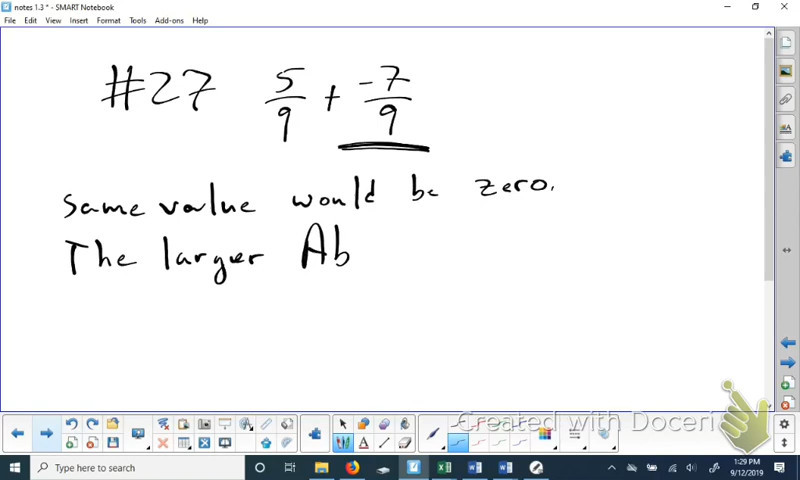 notes 1.3 * - SMART Notebook
File Edit View Insert Format Tools Add-ons Help
#27 5/9 + -7/9
Same value would be zero.
The larger Ab
Created with Doceri
Type here to search
1:29 PM
9/12/2019